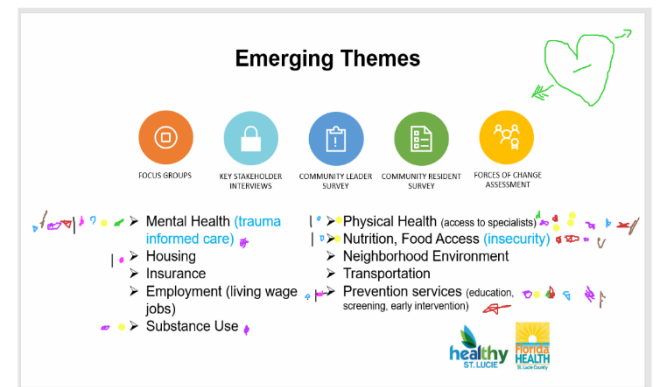 Emerging Themes
FOCUS GROUPS
KEY STAKEHOLDER
INTERVIEWS
COMMUNITY LEADER
SURVEY
COMMUNITY RESIDENT
SURVEY
FORCES OF CHANGE
ASSESSMENT
➢ Mental Health (trauma
informed care)
➢ Housing
➢ Insurance
➢ Employment (living wage
jobs)
➢ Substance Use
➢ Physical Health (access to specialists)
➢ Nutrition, Food Access (insecurity)
➢ Neighborhood Environment
➢ Transportation
➢ Prevention services (education,
screening, early intervention)
healthy
ST. LUCIE
Florida
HEALTH
St. Lucie County